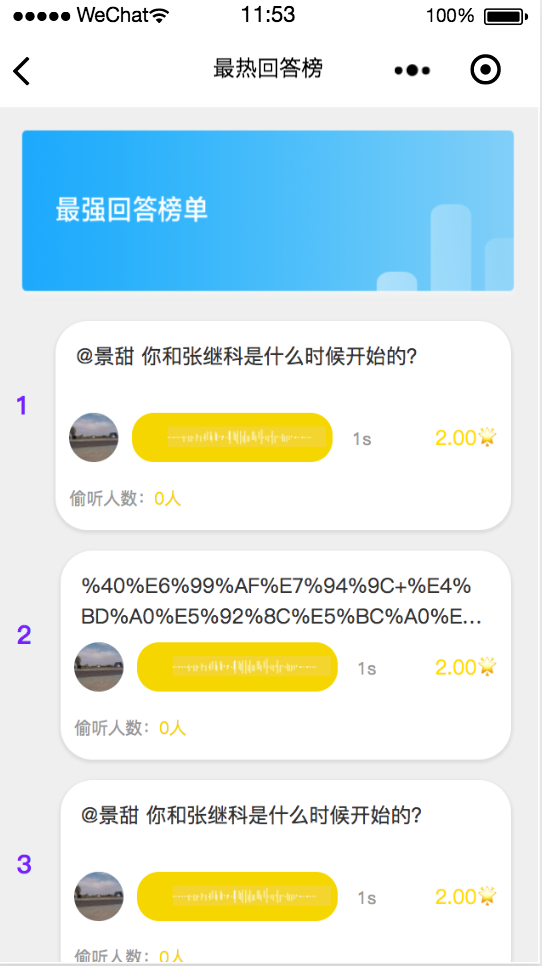 WeChat 11:53 100%
最热回答榜
最强回答榜单
@景甜 你和张继科是什么时候开始的?
1
1s 2.00
偷听人数：0人
%40%E6%99%AF%E7%94%9C+%E4%
BD%A0%E5%92%8C%E5%BC%A0%E...
2
1s 2.00
偷听人数：0人
@景甜 你和张继科是什么时候开始的?
3
1s 2.00
偷听人数：0人